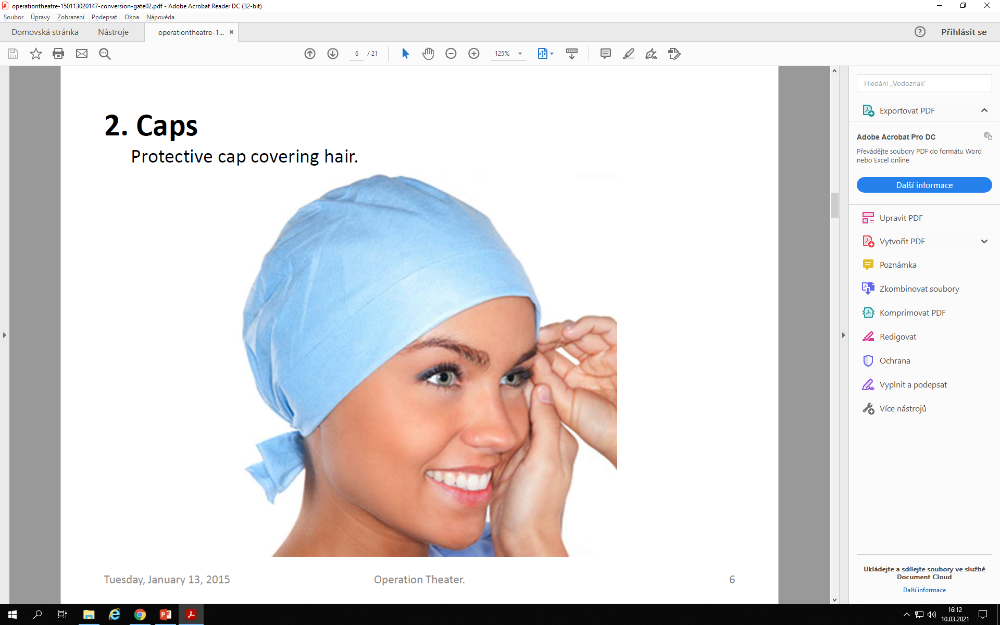 operationtheatre-150113020147-conversion-gate02.pdf - Adobe Acrobat Reader DC (32-bit)
Soubor Úpravy Zobrazení Podepsat Okna Nápověda
Domovská stránka Nástroje operationtheatre-1... × Přihlásit se
6 / 21 125%
2. Caps
Protective cap covering hair.
Tuesday, January 13, 2015 Operation Theater. 6
Hledání „Vodoznak“
Exportovat PDF
Adobe Acrobat Pro DC
Převádějte soubory PDF do formátu Word
nebo Excel online
Další informace
Upravit PDF
Vytvořit PDF
Poznámka
Zkombinovat soubory
Komprimovat PDF
Redigovat
Ochrana
Vyplnit a podepsat
Více nástrojů
Ukládejte a sdílejte soubory ve službě
Document Cloud
Další informace
16:12
10.03.2021